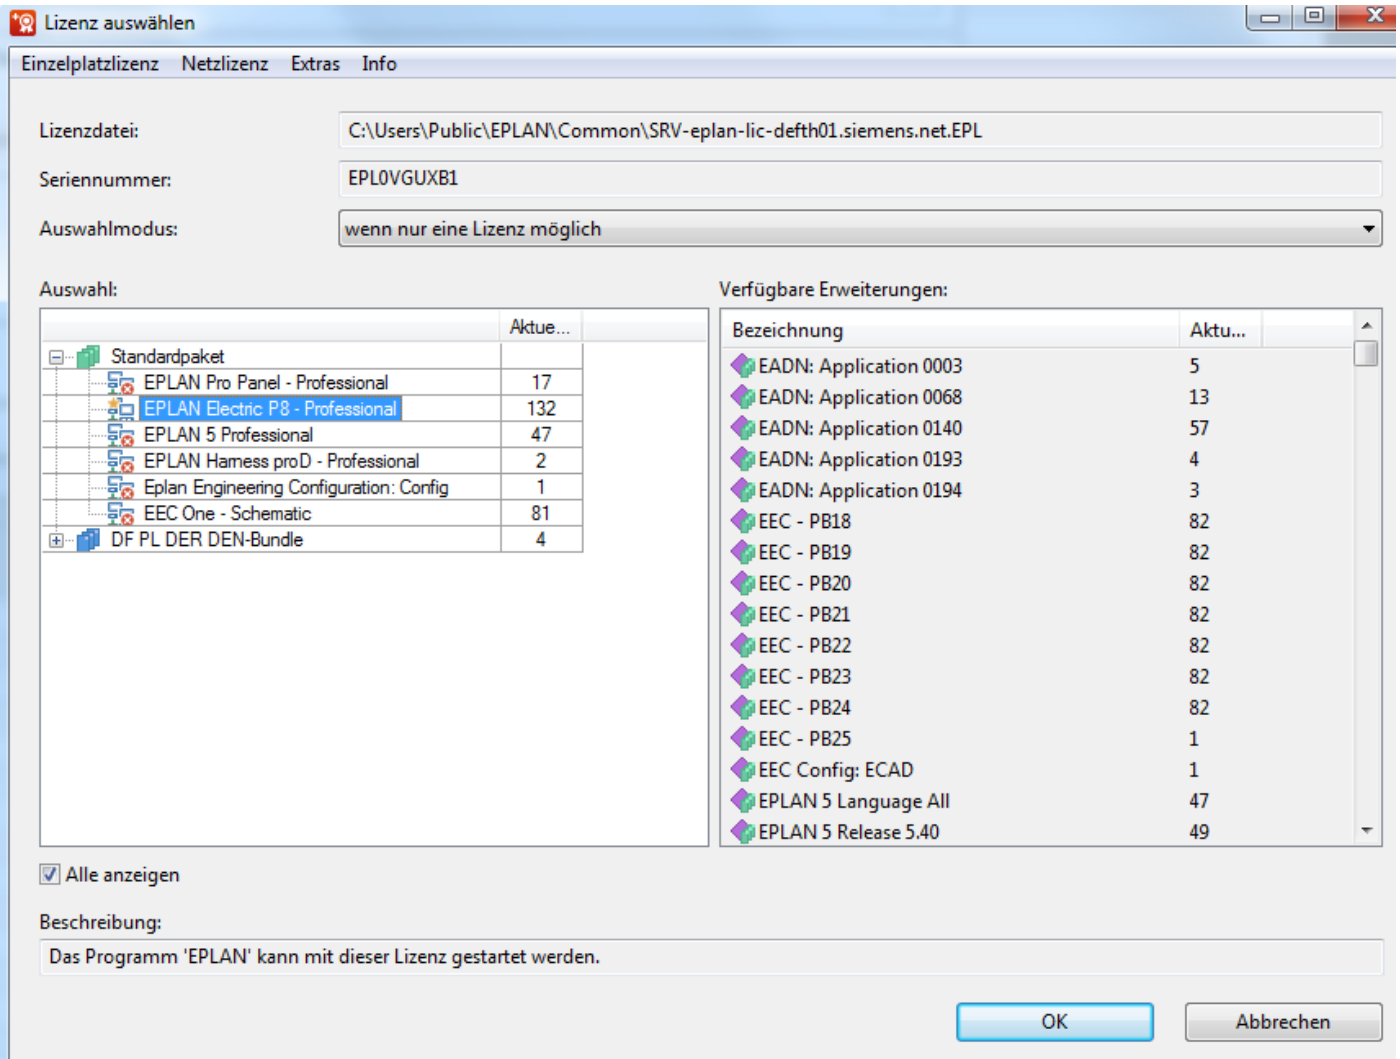 Lizenz auswählen
Einzelplatzlizenz Netzlizenz Extras Info
Lizenzdatei: C:\Users\Public\EPLAN\Common\SRV-eplan-lic-defth01.siemens.net.EPL
Seriennummer: EPL0VGUXB1
Auswahlmodus: wenn nur eine Lizenz möglich
Auswahl:
Aktue...
Standardpaket
EPLAN Pro Panel - Professional 17
EPLAN Electric P8 - Professional 132
EPLAN 5 Professional 47
EPLAN Harness proD - Professional 2
Eplan Engineering Configuration: Config 1
EEC One - Schematic 81
DF PL DER DEN-Bundle 4
Verfügbare Erweiterungen:
Bezeichnung Aktu...
EADN: Application 0003 5
EADN: Application 0068 13
EADN: Application 0140 57
EADN: Application 0193 4
EADN: Application 0194 3
EEC - PB18 82
EEC - PB19 82
EEC - PB20 82
EEC - PB21 82
EEC - PB22 82
EEC - PB23 82
EEC - PB24 82
EEC - PB25 1
EEC Config: ECAD 1
EPLAN 5 Language All 47
EPLAN 5 Release 5.40 49
Alle anzeigen
Beschreibung:
Das Programm 'EPLAN' kann mit dieser Lizenz gestartet werden.
OK Abbrechen